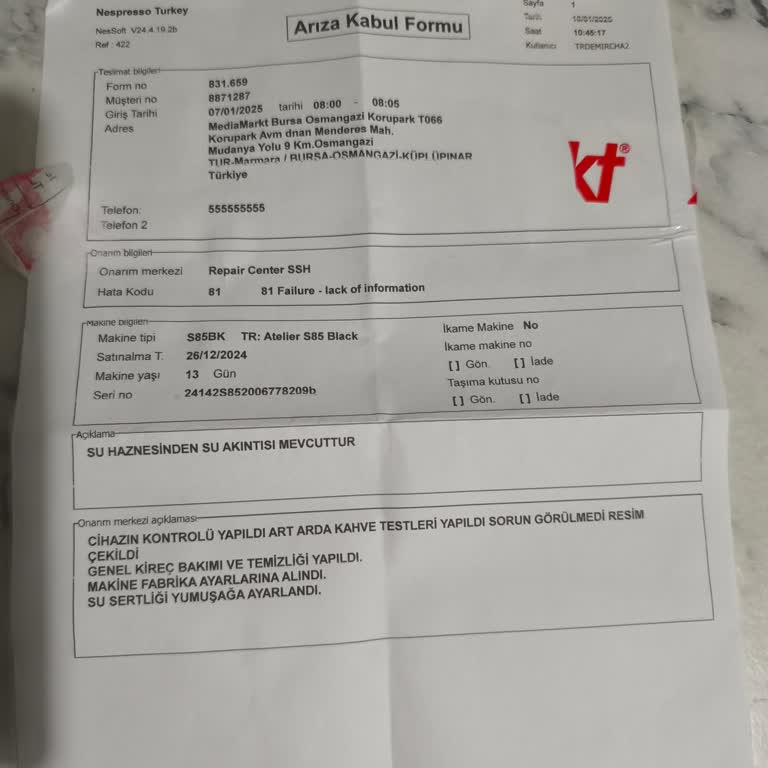 Nespresso Turkey
NesSoft V24.4.19.2b
Ref : 422
Arıza Kabul Formu
Sayfa 1
Tarih 10/01/2025
Saat 10:45:17
Kullanıcı TRDEMIRCHA2
Teslimat bilgileri
Form no 831.659
Müşteri no 8871287
Giriş Tarihi 07/01/2025 tarihi 08:00 - 08:05
Adres MediaMarkt Bursa Osmangazi Korupark T066
Korupark Avm dnan Menderes Mah.
Mudanya Yolu 9 Km.Osmangazi
TUR-Marmara / BURSA-OSMANGAZİ-KÜPLÜPINAR
Türkiye
kt®
Telefon: 555555555
Telefon 2
Onarım bilgileri
Onarım merkezi Repair Center SSH
Hata Kodu 81 81 Failure - lack of information
Makine bilgileri
Makine tipi S85BK TR: Atelier S85 Black
Satınalma T. 26/12/2024
Makine yaşı 13 Gün
Seri no 24142S852006778209b
İkame Makine No
İkame makine no
[ ] Gön. [ ] İade
Taşıma kutusu no
[ ] Gön. [ ] İade
Açıklama
SU HAZNESİNDEN SU AKINTISI MEVCUTTUR
Onarım merkezi açıklaması
CİHAZIN KONTROLÜ YAPILDI ART ARDA KAHVE TESTLERİ YAPILDI SORUN GÖRÜLMEDİ RESİM
ÇEKİLDİ
GENEL KİREÇ BAKIMI VE TEMİZLİĞİ YAPILDI.
MAKİNE FABRİKA AYARLARINA ALINDI.
SU SERTLİĞİ YUMUŞAĞA AYARLANDI.